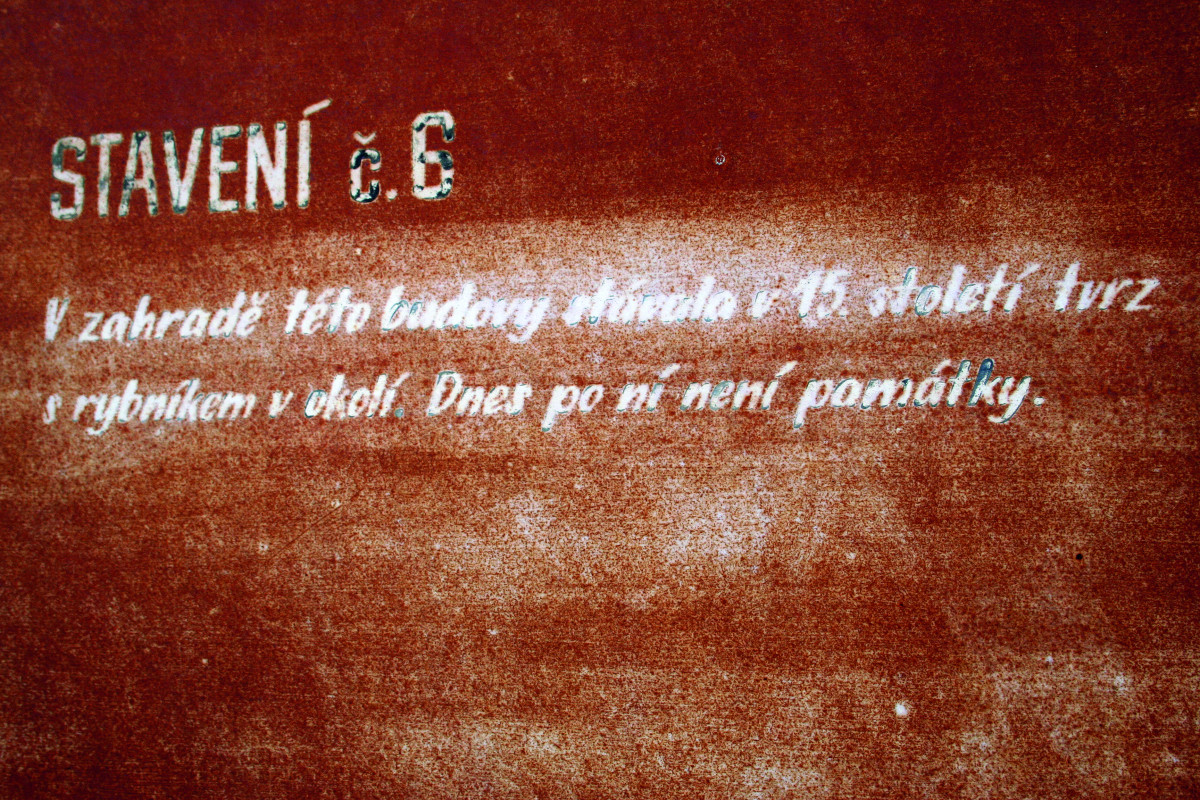 STAVENÍ č. 6
V zahradě této budovy stávala v 15. století tvrz
s rybníkem v okolí. Dnes po ní není památky.